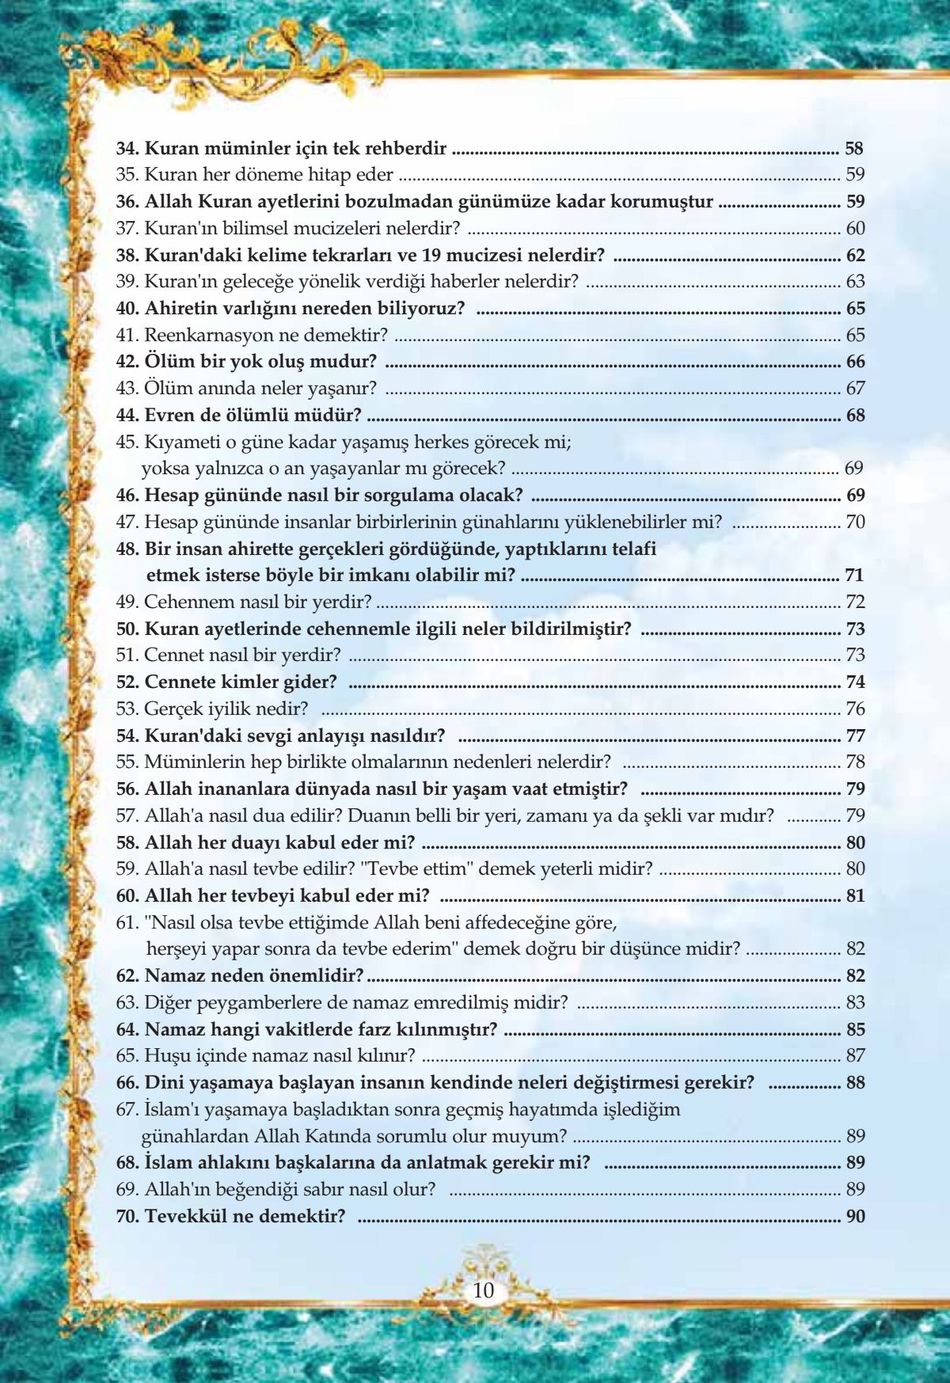 34. Kuran müminler için tek rehberdir ... 58
35. Kuran her döneme hitap eder ... 59
36. Allah Kuran ayetlerini bozulmadan günümüze kadar korumuştur ... 59
37. Kuran'ın bilimsel mucizeleri nelerdir? ... 60
38. Kuran'daki kelime tekrarları ve 19 mucizesi nelerdir? ... 62
39. Kuran'ın geleceğe yönelik verdiği haberler nelerdir? ... 63
40. Ahiretin varlığını nereden biliyoruz? ... 65
41. Reenkarnasyon ne demektir? ... 65
42. Ölüm bir yok oluş mudur? ... 66
43. Ölüm anında neler yaşanır? ... 67
44. Evren de ölümlü müdür? ... 68
45. Kıyameti o güne kadar yaşamış herkes görecek mi;
yoksa yalnızca o an yaşayanlar mı görecek? ... 69
46. Hesap gününde nasıl bir sorgulama olacak? ... 69
47. Hesap gününde insanlar birbirlerinin günahlarını yüklenebilirler mi? ... 70
48. Bir insan ahirette gerçekleri gördüğünde, yaptıklarını telafi
etmek isterse böyle bir imkanı olabilir mi? ... 71
49. Cehennem nasıl bir yerdir? ... 72
50. Kuran ayetlerinde cehennemle ilgili neler bildirilmiştir? ... 73
51. Cennet nasıl bir yerdir? ... 73
52. Cennete kimler gider? ... 74
53. Gerçek iyilik nedir? ... 76
54. Kuran'daki sevgi anlayışı nasıldır? ... 77
55. Müminlerin hep birlikte olmalarının nedenleri nelerdir? ... 78
56. Allah inananlara dünyada nasıl bir yaşam vaat etmiştir? ... 79
57. Allah'a nasıl dua edilir? Duanın belli bir yeri, zamanı ya da şekli var mıdır? ... 79
58. Allah her duayı kabul eder mi? ... 80
59. Allah'a nasıl tevbe edilir? "Tevbe ettim" demek yeterli midir? ... 80
60. Allah her tevbeyi kabul eder mi? ... 81
61. "Nasıl olsa tevbe ettiğimde Allah beni affedeceğine göre,
herşeyi yapar sonra da tevbe ederim" demek doğru bir düşünce midir? ... 82
62. Namaz neden önemlidir? ... 82
63. Diğer peygamberlere de namaz emredilmiş midir? ... 83
64. Namaz hangi vakitlerde farz kılınmıştır? ... 85
65. Huşu içinde namaz nasıl kılınır? ... 87
66. Dini yaşamaya başlayan insanın kendinde neleri değiştirmesi gerekir? ... 88
67. İslam'ı yaşamaya başladıktan sonra geçmiş hayatımda işlediğim
günahlardan Allah Katında sorumlu olur muyum? ... 89
68. İslam ahlakını başkalarına da anlatmak gerekir mi? ... 89
69. Allah'ın beğendiği sabır nasıl olur? ... 89
70. Tevekkül ne demektir? ... 90
10